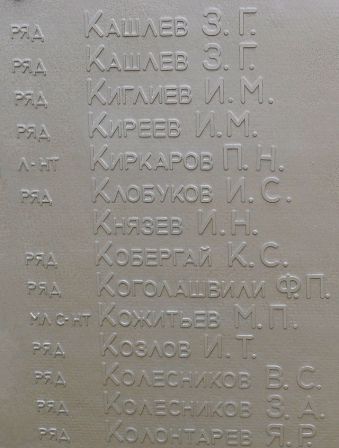 РЯД КАШЛЕВ З. Г.
РЯД КАШЛЕВ З. Г.
РЯД КИГЛИЕВ И. М.
РЯД КИРЕЕВ И. М.
Л-НТ КИРКАРОВ П. Н.
РЯД КЛОБУКОВ И. С.
КНЯЗЕВ И. Н.
РЯД КОБЕРГАЙ К. С.
РЯД КОГОЛАШВИЛИ Ф. П.
МЛ С-НТ КОЖИТЬЕВ М. П.
РЯД КОЗЛОВ И. Т.
РЯД КОЛЕСНИКОВ В. С.
РЯД КОЛЕСНИКОВ З. А.
РЯД КОЛОНТАРЕВ Я. Р.